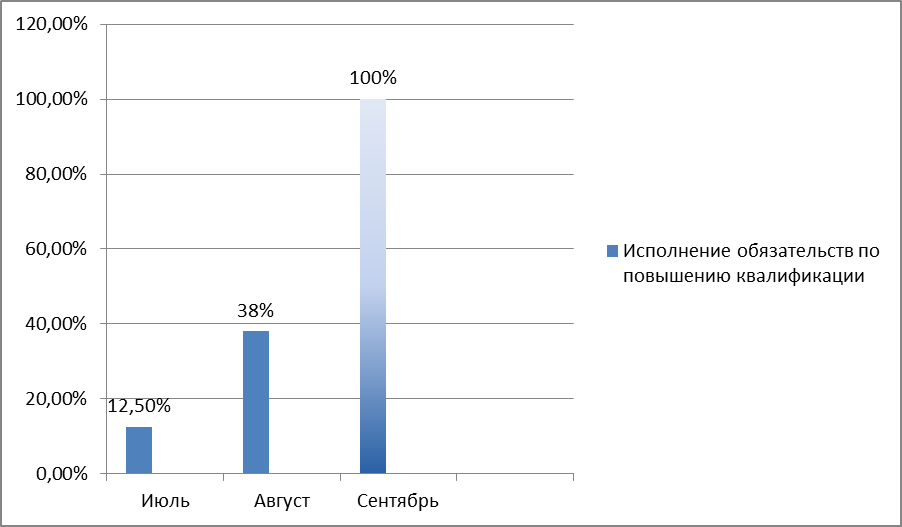 120,00%
100,00%
80,00%
60,00%
40,00%
20,00%
0,00%
12,50%
38%
100%
Июль
Август
Сентябрь
Исполнение обязательств по
повышению квалификации